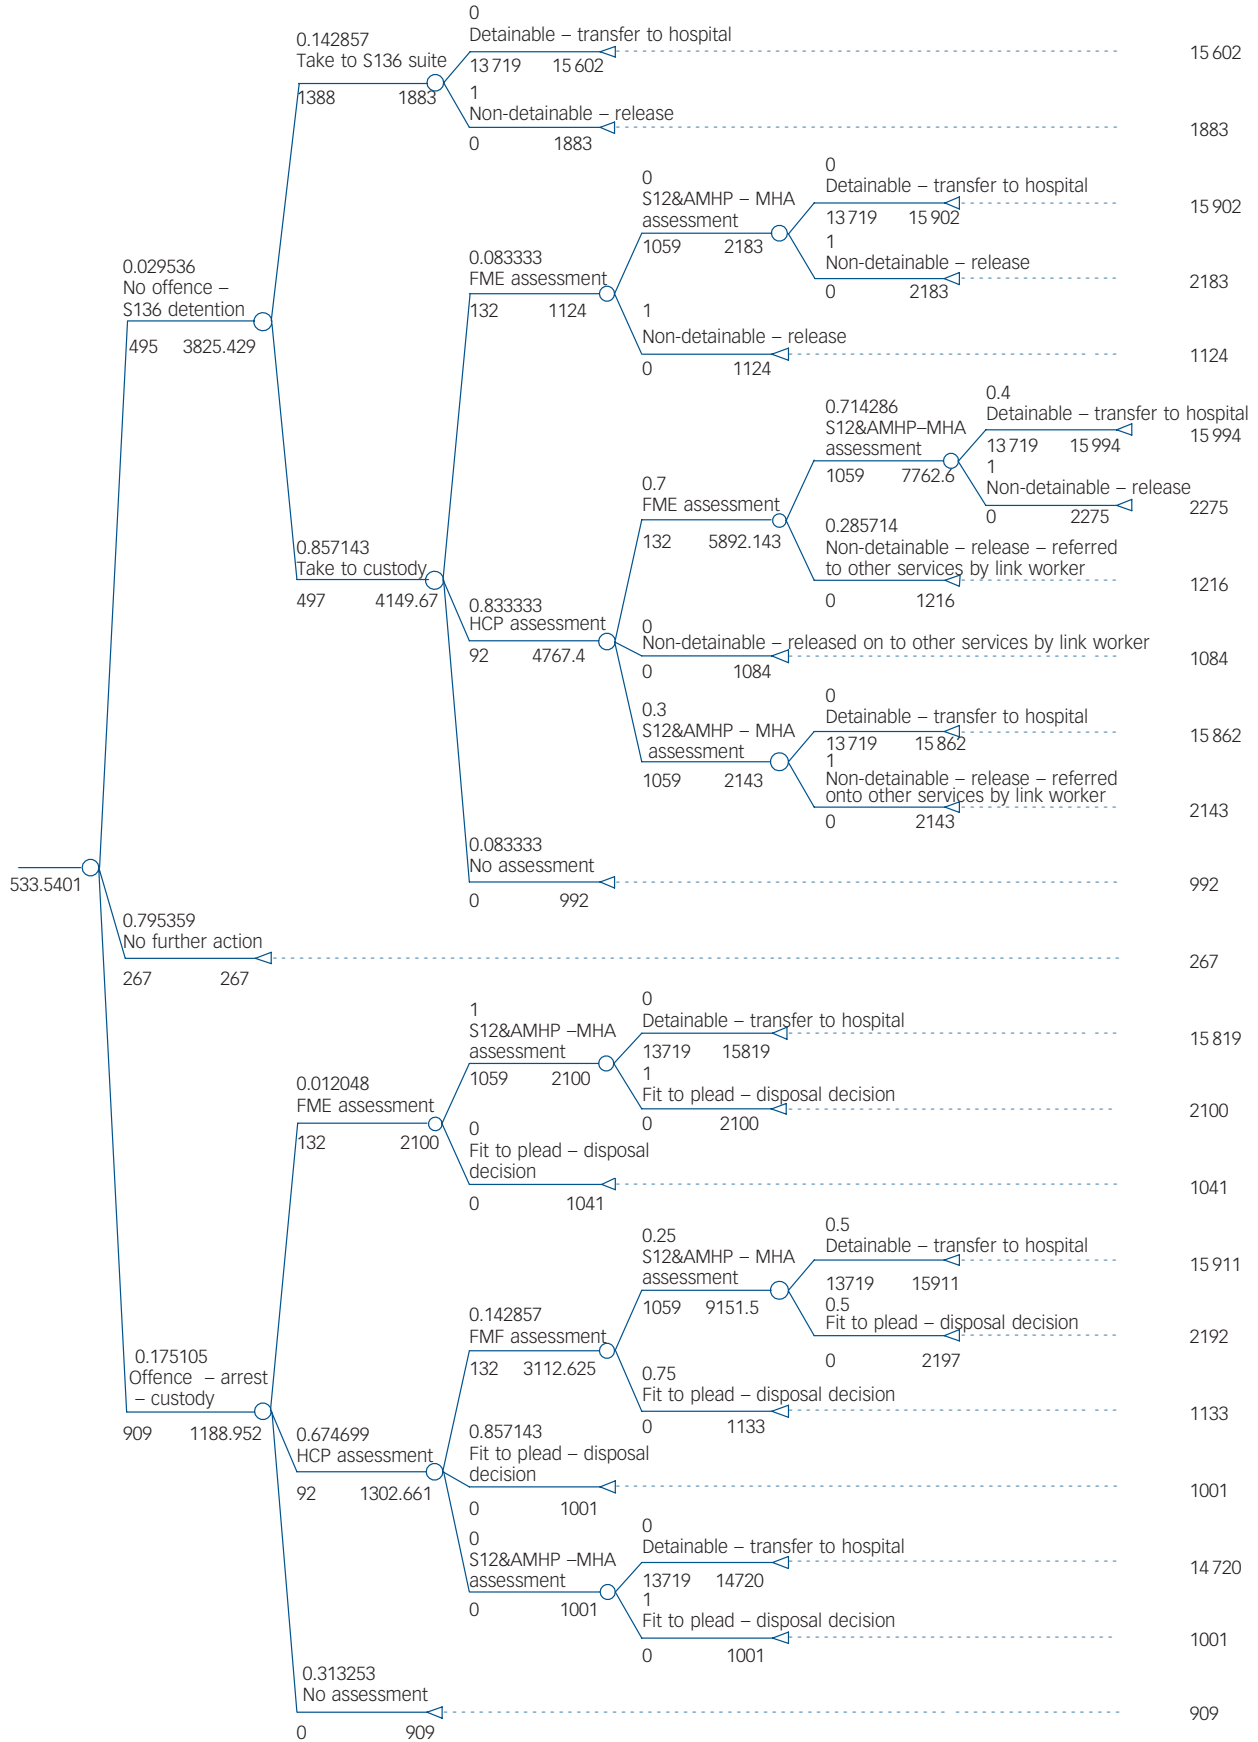 0
Detainable – transfer to hospital
13 719 15 602
15 602
0.142857
Take to S136 suite
1388 1883
1
Non-detainable – release
0 1883
1883
0
S12&AMHP – MHA
assessment
1059 2183
0
Detainable – transfer to hospital
13 719 15 902
15 902
1
Non-detainable – release
0 2183
2183
0.029536
No offence –
S136 detention
495 3825.429
0.083333
FME assessment
132 1124
1
Non-detainable – release
0 1124
1124
0.714286
S12&AMHP–MHA
assessment
1059 7762.6
0.4
Detainable – transfer to hospital
13 719 15 994
15 994
1
Non-detainable – release
0 2275
2275
0.7
FME assessment
132 5892.143
0.285714
Non-detainable – release – referred
to other services by link worker
0 1216
1216
0.857143
Take to custody
497 4149.67
0.833333
HCP assessment
92 4767.4
0
Non-detainable – released on to other services by link worker
0 1084
1084
0.3
S12&AMHP – MHA
assessment
1059 2143
0
Detainable – transfer to hospital
13 719 15 862
15 862
1
Non-detainable – release – referred
onto other services by link worker
0 2143
2143
0.083333
No assessment
0 992
992
533.5401
0.795359
No further action
267 267
267
1
S12&AMHP –MHA
assessment
1059 2100
0
Detainable – transfer to hospital
13719 15819
15 819
1
Fit to plead – disposal decision
0 2100
2100
0.012048
FME assessment
132 2100
0
Fit to plead – disposal
decision
0 1041
1041
0.25
S12&AMHP – MHA
assessment
1059 9151.5
0.5
Detainable – transfer to hospital
13719 15911
15 911
0.5
Fit to plead – disposal decision
0 2197
2192
0.142857
FMF assessment
132 3112.625
0.75
Fit to plead – disposal decision
0 1133
1133
0.175105
Offence – arrest
– custody
909 1188.952
0.674699
HCP assessment
92 1302.661
0.857143
Fit to plead – disposal
decision
0 1001
1001
0
S12&AMHP –MHA
assessment
0 1001
0
Detainable – transfer to hospital
13719 14720
14 720
1
Fit to plead – disposal decision
0 1001
1001
0.313253
No assessment
0 909
909